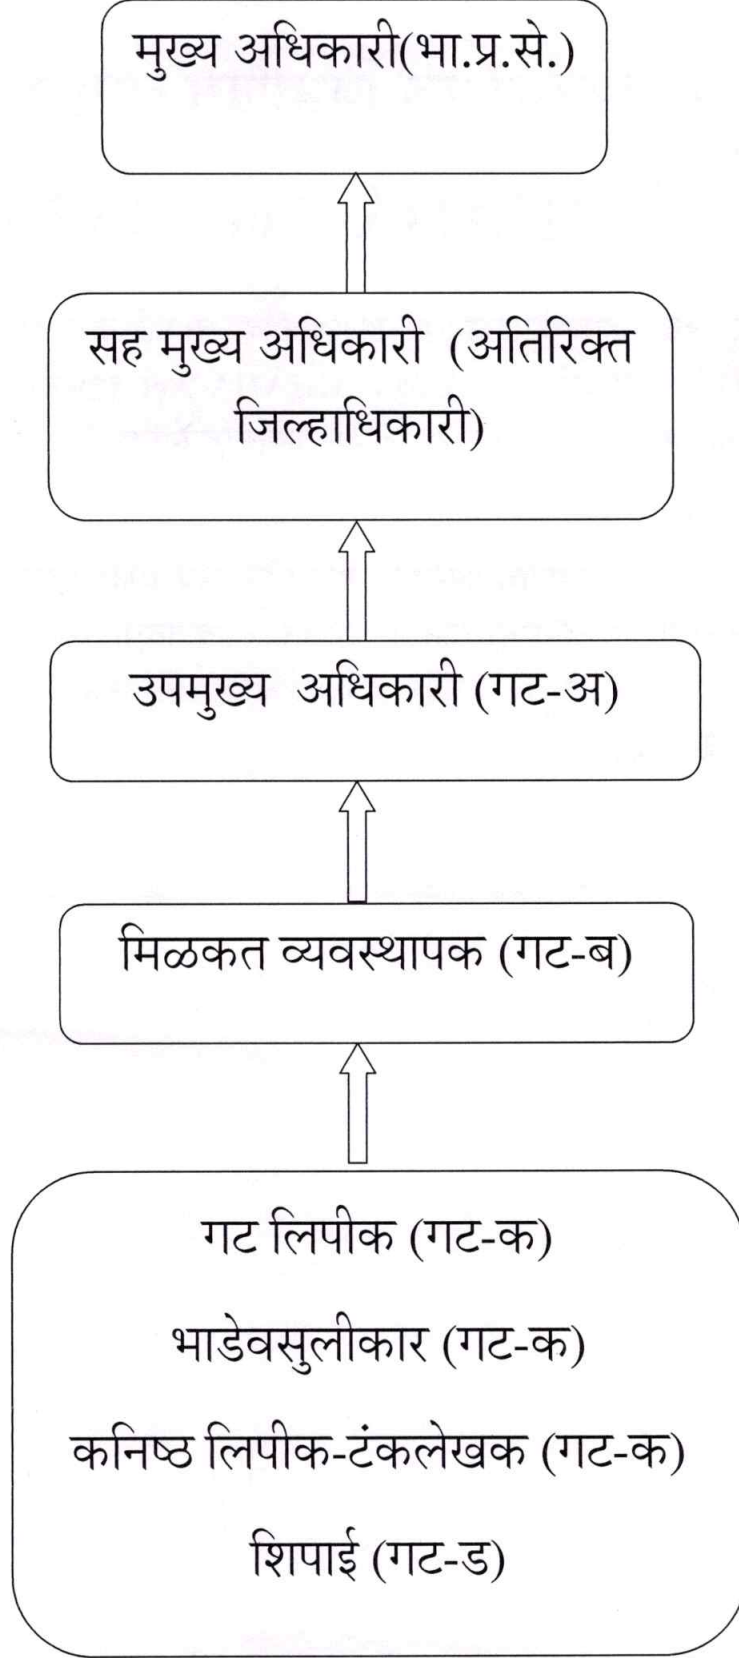 मुख्य अधिकारी(भा.प्र.से.)
सह मुख्य अधिकारी (अतिरिक्त
जिल्हाधिकारी)
उपमुख्य अधिकारी (गट-अ)
मिळकत व्यवस्थापक (गट-ब)
गट लिपीक (गट-क)
भाडेवसुलीकार (गट-क)
कनिष्ठ लिपीक-टंकलेखक (गट-क)
शिपाई (गट-ड)